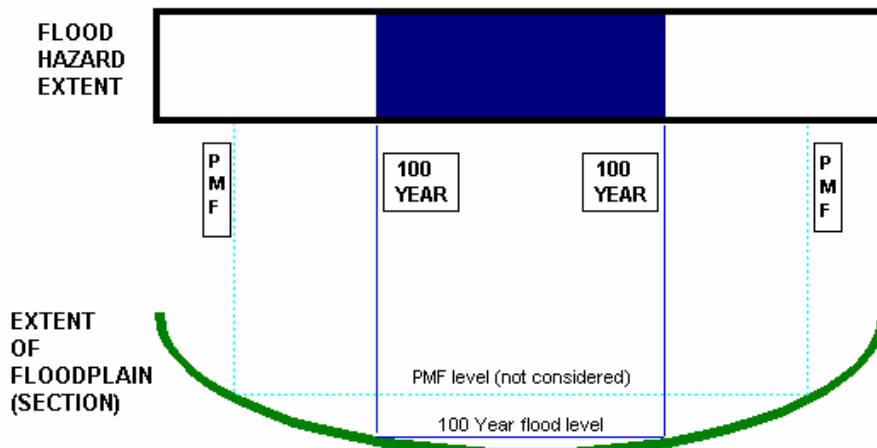 FLOOD
HAZARD
EXTENT
P
M
F
100
YEAR
100
YEAR
P
M
F
EXTENT
OF
FLOODPLAIN
(SECTION)
PMF level (not considered)
100 Year flood level